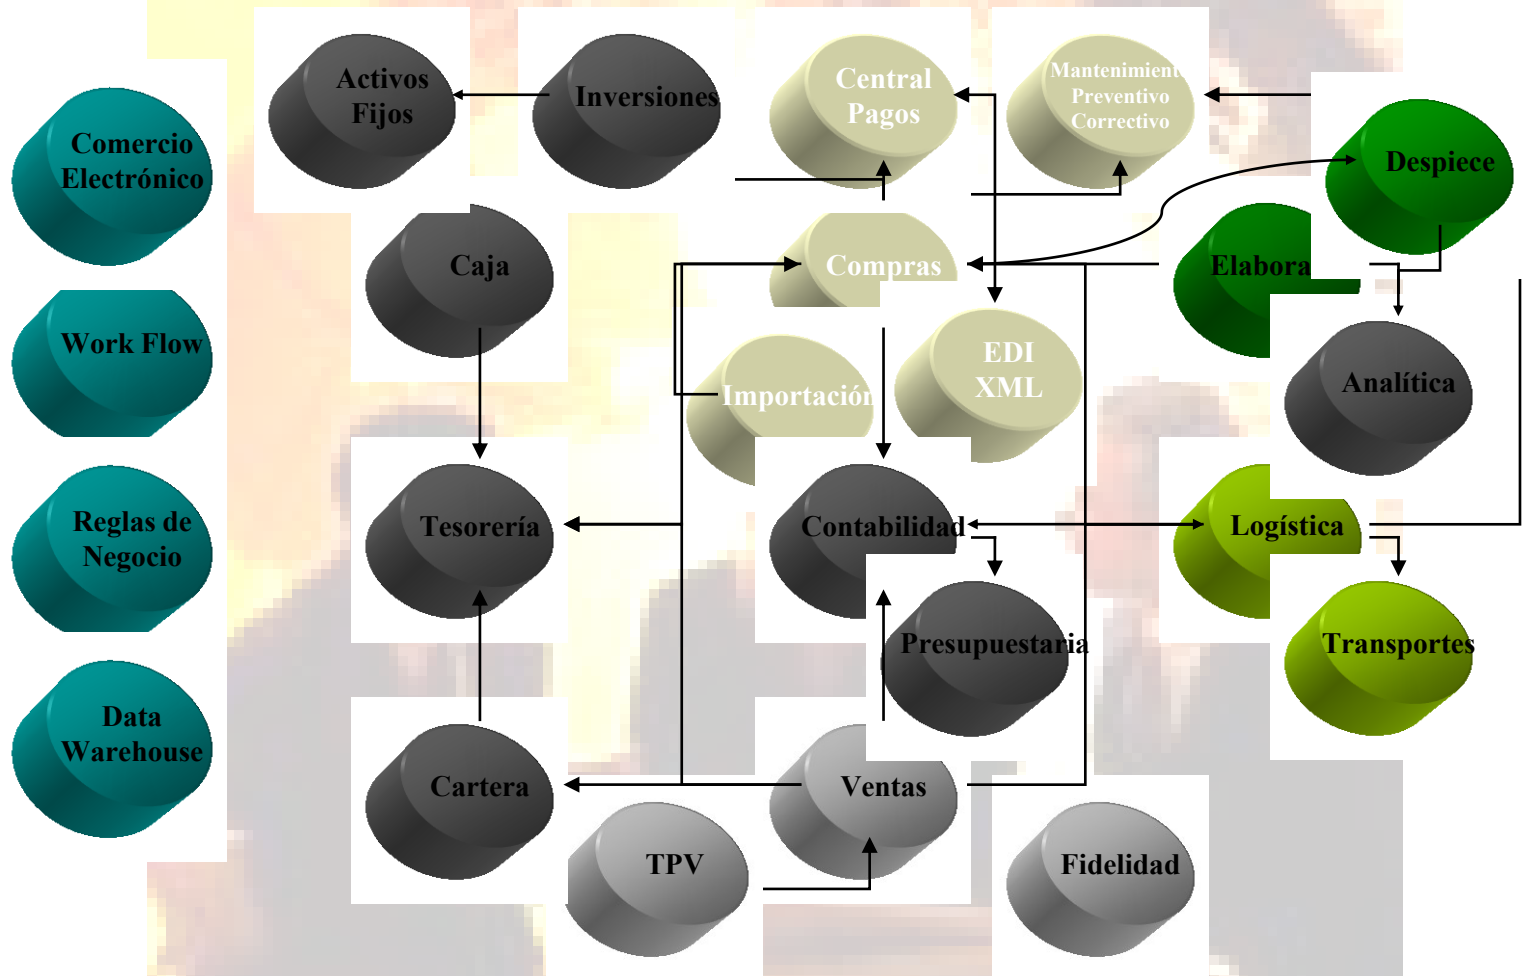 Activos
Fijos
Inversiones
Central
Pagos
Mantenimiento
Preventivo
Correctivo
Comercio
Electrónico
Despiece
Caja
Compras
Elabora
Work Flow
EDI
XML
Importación
Analítica
Reglas de
Negocio
Tesorería
Contabilidad
Logística
Presupuestaria
Transportes
Data
Warehouse
Cartera
Ventas
TPV
Fidelidad